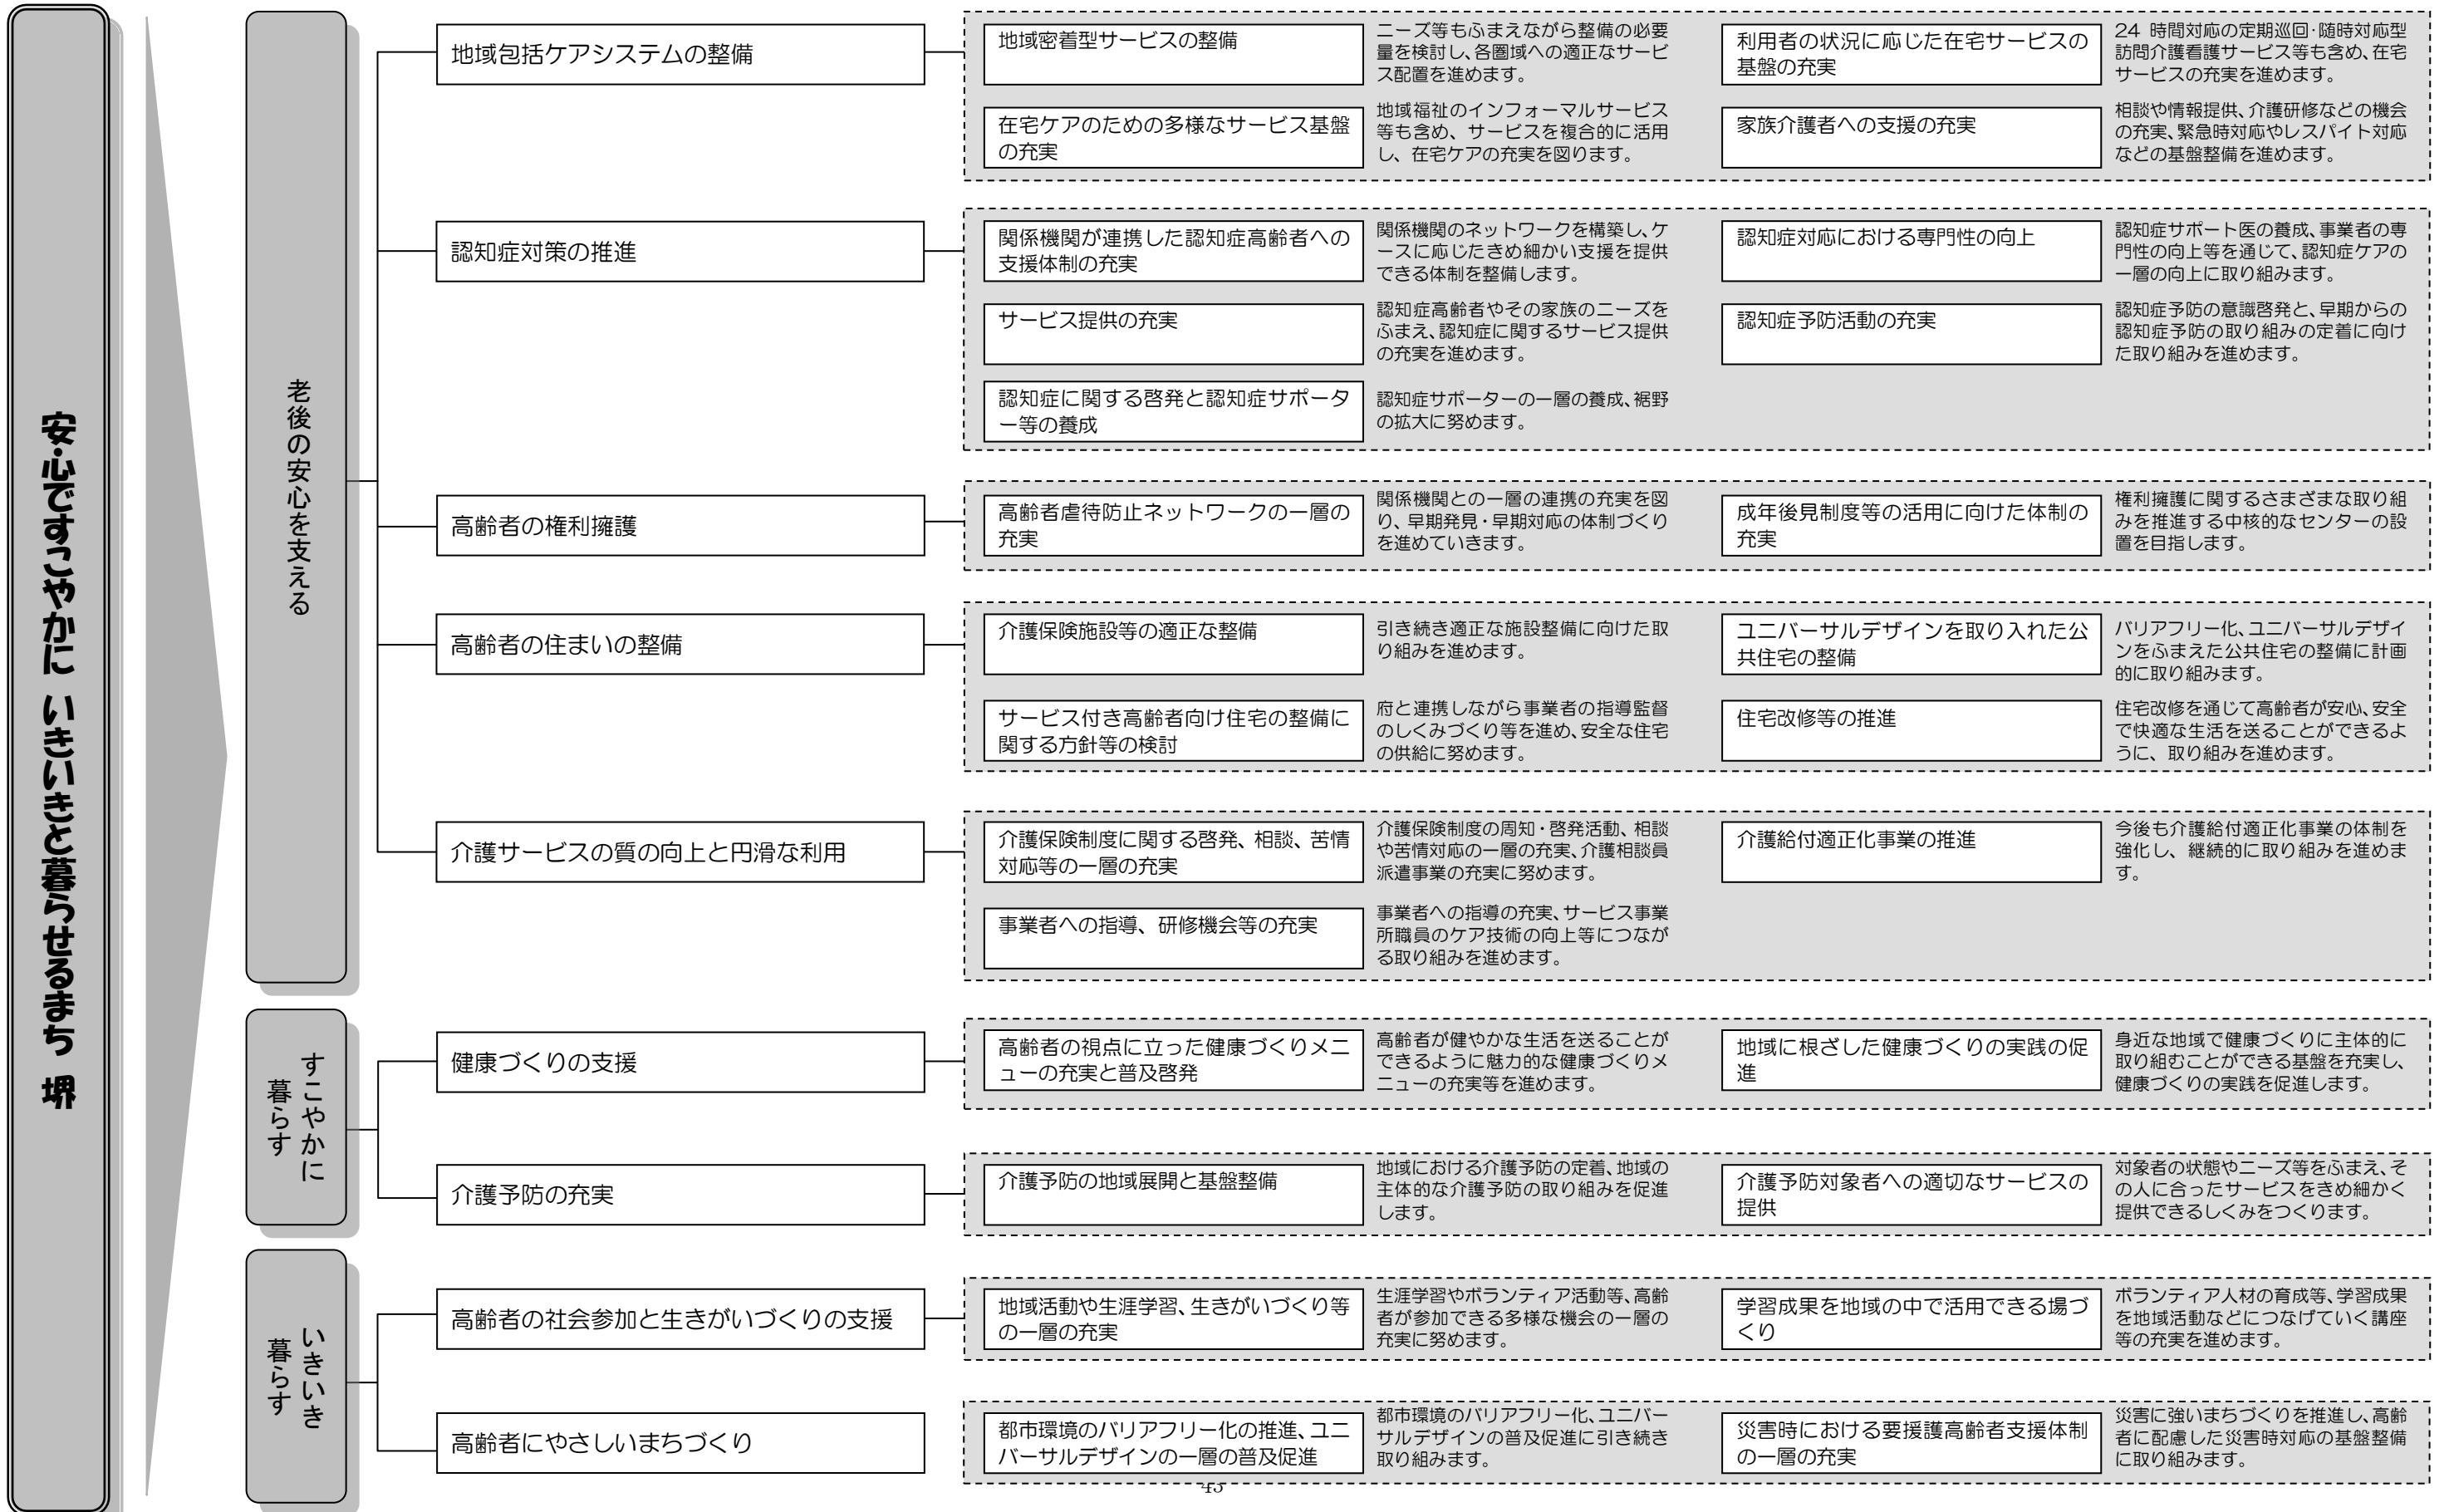 安心ですこやかに いきいきと暮らせるまち 堺
老後の安心を支える
地域包括ケアシステムの整備
地域密着型サービスの整備
ニーズ等もふまえながら整備の必要
量を検討し、各圏域への適正なサービ
ス配置を進めます。
利用者の状況に応じた在宅サービスの
基盤の充実
24 時間対応の定期巡回・随時対応型
訪問介護看護サービス等も含め、在宅
サービスの充実を進めます。
在宅ケアのための多様なサービス基盤
の充実
地域福祉のインフォーマルサービス
等も含め、サービスを複合的に活用
し、在宅ケアの充実を図ります。
家族介護者への支援の充実
相談や情報提供、介護研修などの機会
の充実、緊急時対応やレスパイト対応
などの基盤整備を進めます。
認知症対策の推進
関係機関が連携した認知症高齢者への
支援体制の充実
関係機関のネットワークを構築し、ケ
ースに応じたきめ細かい支援を提供
できる体制を整備します。
認知症対応における専門性の向上
認知症サポート医の養成、事業者の専
門性の向上等を通じて、認知症ケアの
一層の向上に取り組みます。
サービス提供の充実
認知症高齢者やその家族のニーズを
ふまえ、認知症に関するサービス提供
の充実を進めます。
認知症予防活動の充実
認知症予防の意識啓発と、早期からの
認知症予防の取り組みの定着に向け
た取り組みを進めます。
認知症に関する啓発と認知症サポータ
ー等の養成
認知症サポーターの一層の養成、裾野
の拡大に努めます。
高齢者の権利擁護
高齢者虐待防止ネットワークの一層の
充実
関係機関との一層の連携の充実を図
り、早期発見・早期対応の体制づくり
を進めていきます。
成年後見制度等の活用に向けた体制の
充実
権利擁護に関するさまざまな取り組
みを推進する中核的なセンターの設
置を目指します。
高齢者の住まいの整備
介護保険施設等の適正な整備
引き続き適正な施設整備に向けた取
り組みを進めます。
ユニバーサルデザインを取り入れた公
共住宅の整備
バリアフリー化、ユニバーサルデザイ
ンをふまえた公共住宅の整備に計画
的に取り組みます。
サービス付き高齢者向け住宅の整備に
関する方針等の検討
府と連携しながら事業者の指導監督
のしくみづくり等を進め、安全な住宅
の供給に努めます。
住宅改修等の推進
住宅改修を通じて高齢者が安心、安全
で快適な生活を送ることができるよ
うに、取り組みを進めます。
介護サービスの質の向上と円滑な利用
介護保険制度に関する啓発、相談、苦情
対応等の一層の充実
介護保険制度の周知・啓発活動、相談
や苦情対応の一層の充実、介護相談員
派遣事業の充実に努めます。
介護給付適正化事業の推進
今後も介護給付適正化事業の体制を
強化し、継続的に取り組みを進めま
す。
事業者への指導、研修機会等の充実
事業者への指導の充実、サービス事業
所職員のケア技術の向上等につなが
る取り組みを進めます。
すこやかに
暮らす
健康づくりの支援
高齢者の視点に立った健康づくりメニ
ューの充実と普及啓発
高齢者が健やかな生活を送ることが
できるように魅力的な健康づくりメ
ニューの充実等を進めます。
地域に根ざした健康づくりの実践の促
進
身近な地域で健康づくりに主体的に
取り組むことができる基盤を充実し、
健康づくりの実践を促進します。
介護予防の充実
介護予防の地域展開と基盤整備
地域における介護予防の定着、地域の
主体的な介護予防の取り組みを促進
します。
介護予防対象者への適切なサービスの
提供
対象者の状態やニーズ等をふまえ、そ
の人に合ったサービスをきめ細かく
提供できるしくみをつくります。
いきいき
暮らす
高齢者の社会参加と生きがいづくりの支援
地域活動や生涯学習、生きがいづくり等
の一層の充実
生涯学習やボランティア活動等、高齢
者が参加できる多様な機会の一層の
充実に努めます。
学習成果を地域の中で活用できる場づ
くり
ボランティア人材の育成等、学習成果
を地域活動などにつなげていく講座
等の充実を進めます。
高齢者にやさしいまちづくり
都市環境のバリアフリー化の推進、ユニ
バーサルデザインの一層の普及促進
都市環境のバリアフリー化、ユニバー
サルデザインの普及促進に引き続き
取り組みます。
災害時における要援護高齢者支援体制
の一層の充実
災害に強いまちづくりを推進し、高齢
者に配慮した災害時対応の基盤整備
に取り組みます。